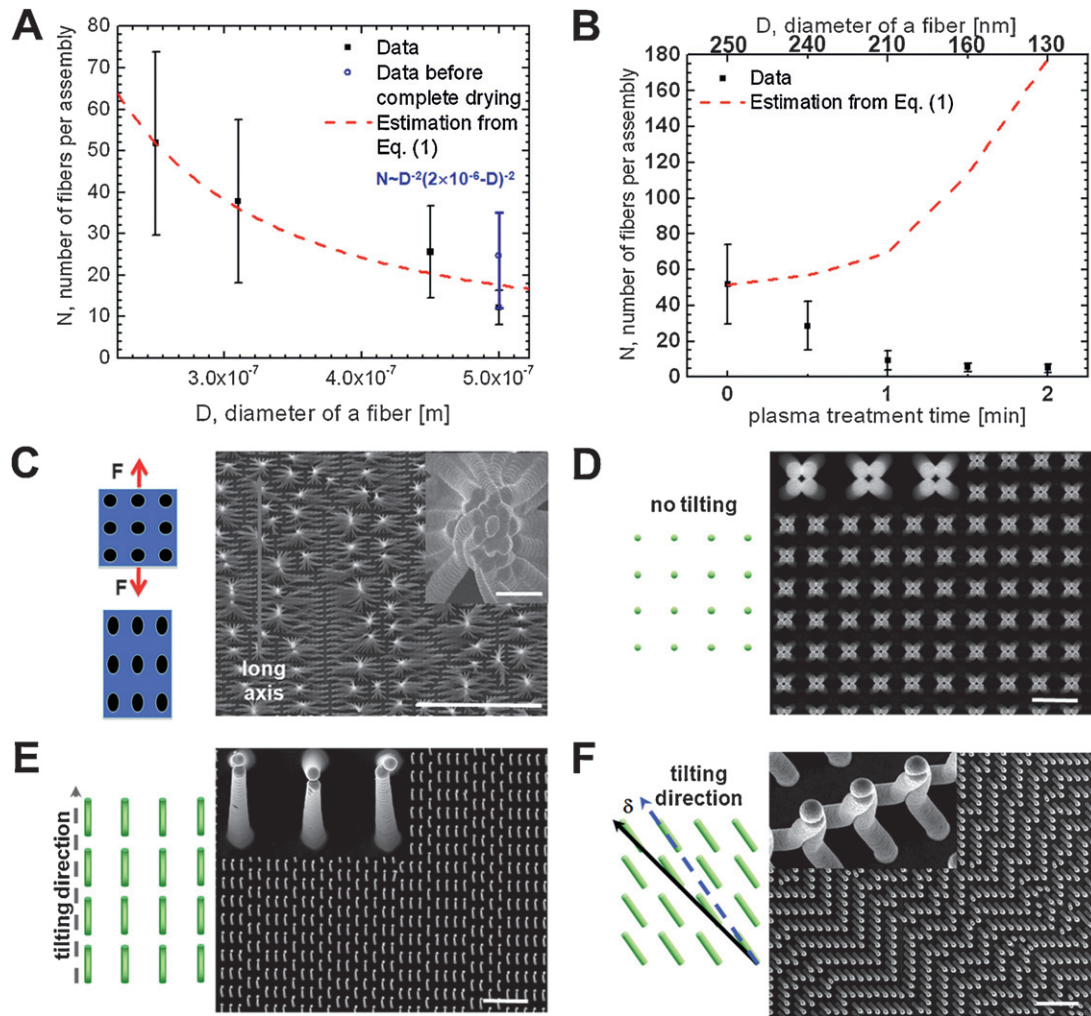 A
N, number of fibers per assembly
80
70
60
50
40
30
20
10
0
Data
Data before
complete drying
Estimation from
Eq. (1)
N~D⁻²(2×10⁻⁶-D)⁻²
3.0x10⁻⁷
4.0x10⁻⁷
5.0x10⁻⁷
D, diameter of a fiber [m]
B
D, diameter of a fiber [nm]
250
240
210
160
130
N, number of fibers per assembly
180
160
140
120
100
80
60
40
20
0
Data
Estimation from Eq. (1)
0
1
2
plasma treatment time [min]
C
F
F
long
axis
D
no tilting
E
tilting direction
F
tilting
direction
δ